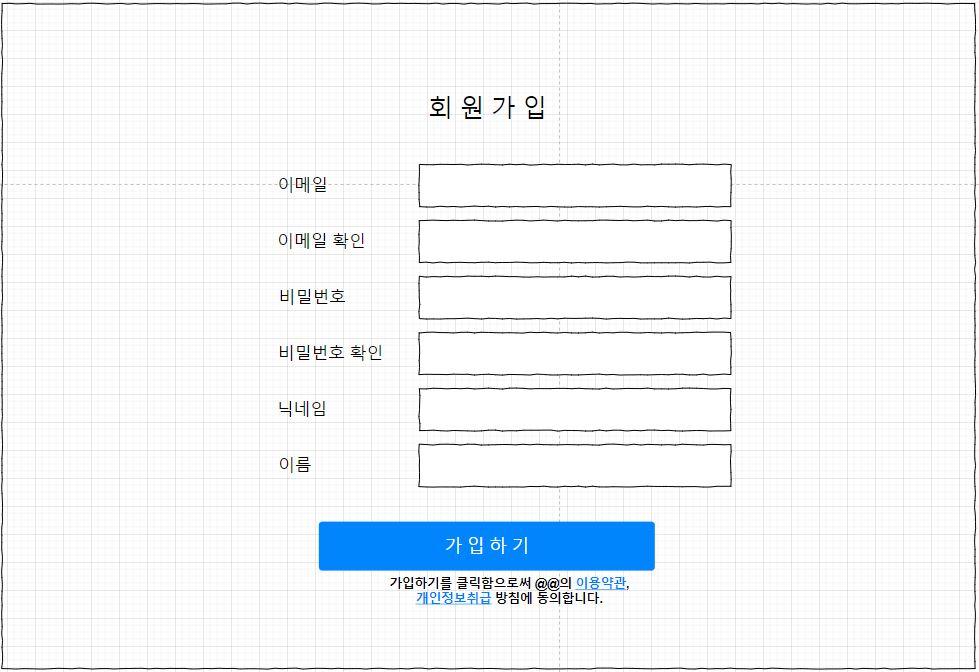 회 원 가 입
이메일
이메일 확인
비밀번호
비밀번호 확인
닉네임
이름
가 입 하 기
가입하기를 클릭함으로써 @@의 이용약관,
개인정보취급 방침에 동의합니다.